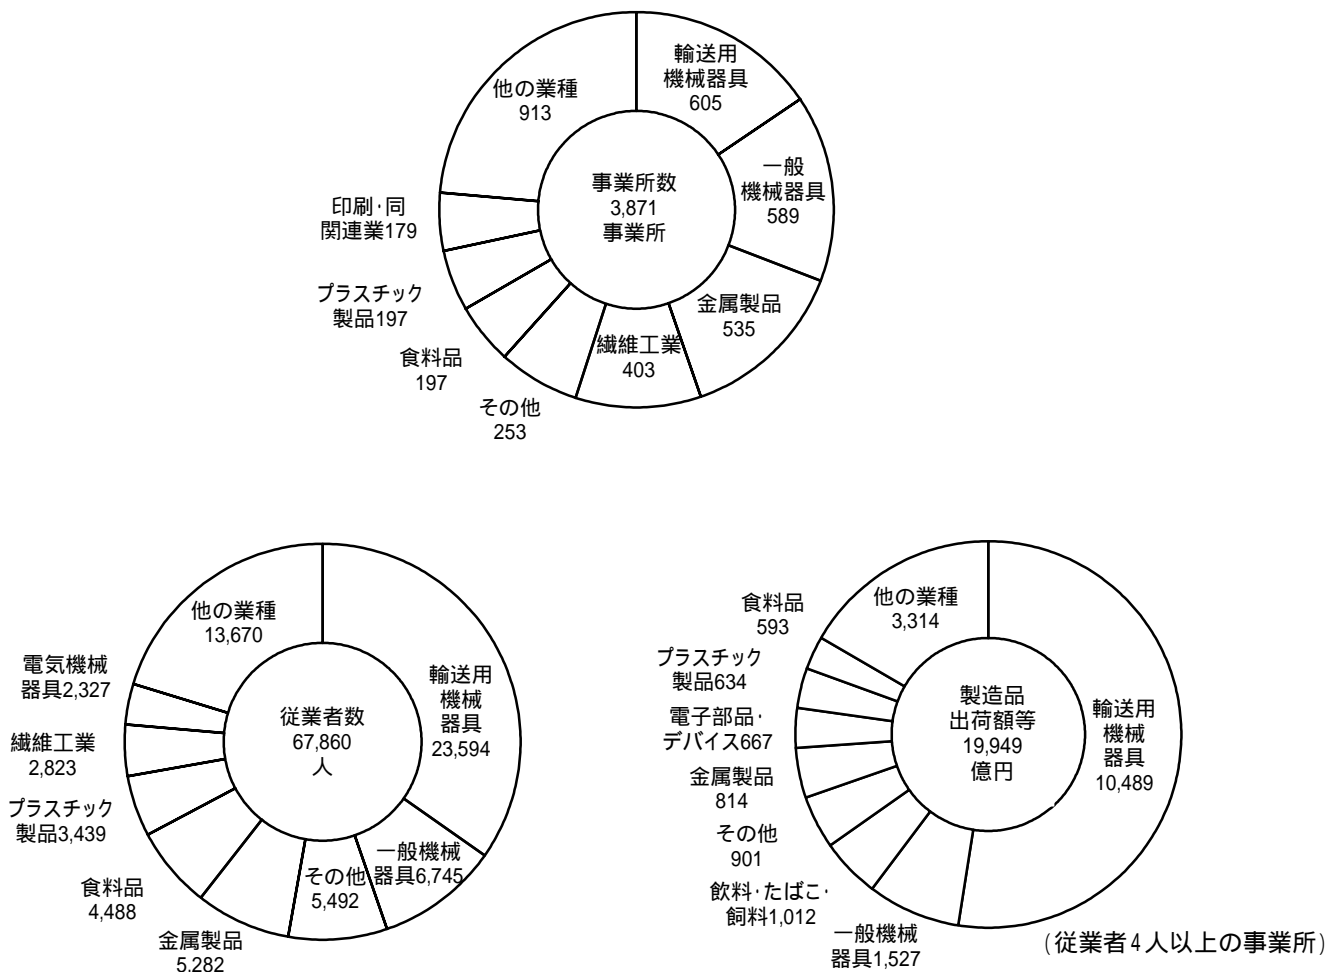 輸送用
機械器具
605
一般
機械器具
589
金属製品
535
繊維工業
403
その他
253
食料品
197
プラスチック
製品197
印刷・同
関連業179
他の業種
913
事業所数
3,871
事業所
輸送用
機械
器具
23,594
一般機械
器具6,745
その他
5,492
金属製品
5,282
食料品
4,488
プラスチック
製品3,439
繊維工業
2,823
電気機械
器具2,327
他の業種
13,670
従業者数
67,860
人
輸送用
機械
器具
10,489
一般機械
器具1,527
飲料・たばこ・
飼料1,012
その他
901
金属製品
814
電子部品・
デバイス667
プラスチック
製品634
食料品
593
他の業種
3,314
製造品
出荷額等
19,949
億円
(従業者4人以上の事業所)